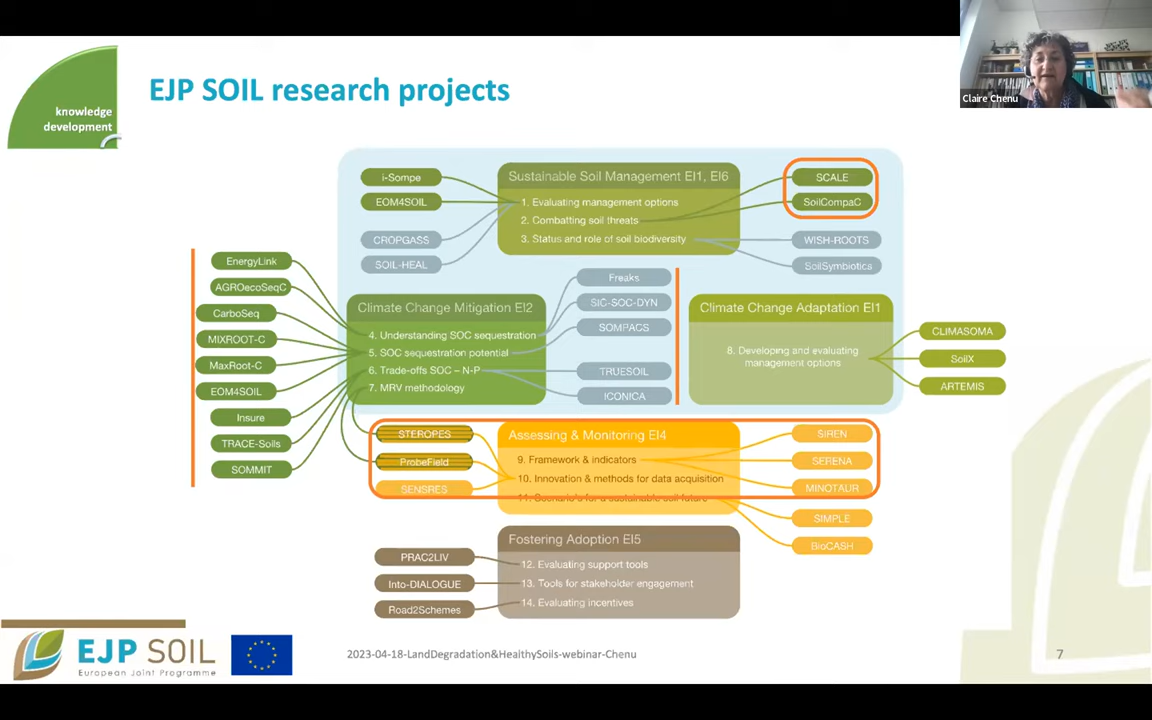 Claire Chenu
knowledge
development
EJP SOIL research projects
i-Sompe
EOM4SOIL
CROPGASS
SOIL-HEAL
Sustainable Soil Management EI1, EI6
1. Evaluating management options
2. Combatting soil threats
3. Status and role of soil biodiversity
SCALE
SoilCompaC
WISH-ROOTS
SoilSymbiotics
EnergyLink
AGROecoSeqC
CarboSeq
MIXROOT-C
MaxRoot-C
EOM4SOIL
Insure
TRACE-Soils
SOMMIT
Climate Change Mitigation EI2
4. Understanding SOC sequestration
5. SOC sequestration potential
6. Trade-offs SOC – N-P
7. MRV methodology
Freaks
SIC-SOC-DYN
SOMPACS
TRUESOIL
ICONICA
Climate Change Adaptation EI1
8. Developing and evaluating
management options
CLIMASOMA
SoilX
ARTEMIS
STEROPES
ProbeField
SENSRES
Assessing & Monitoring EI4
9. Framework & indicators
10. Innovation & methods for data acquisition
11. Scenario's for a sustainable soil future
SIREN
SERENA
MINOTAUR
SIMPLE
BioCASH
PRAC2LIV
Into-DIALOGUE
Road2Schemes
Fostering Adoption EI5
12. Evaluating support tools
13. Tools for stakeholder engagement
14. Evaluating incentives
EJP SOIL
European Joint Programme
2023-04-18-LandDegradation&HealthySoils-webinar-Chenu
7